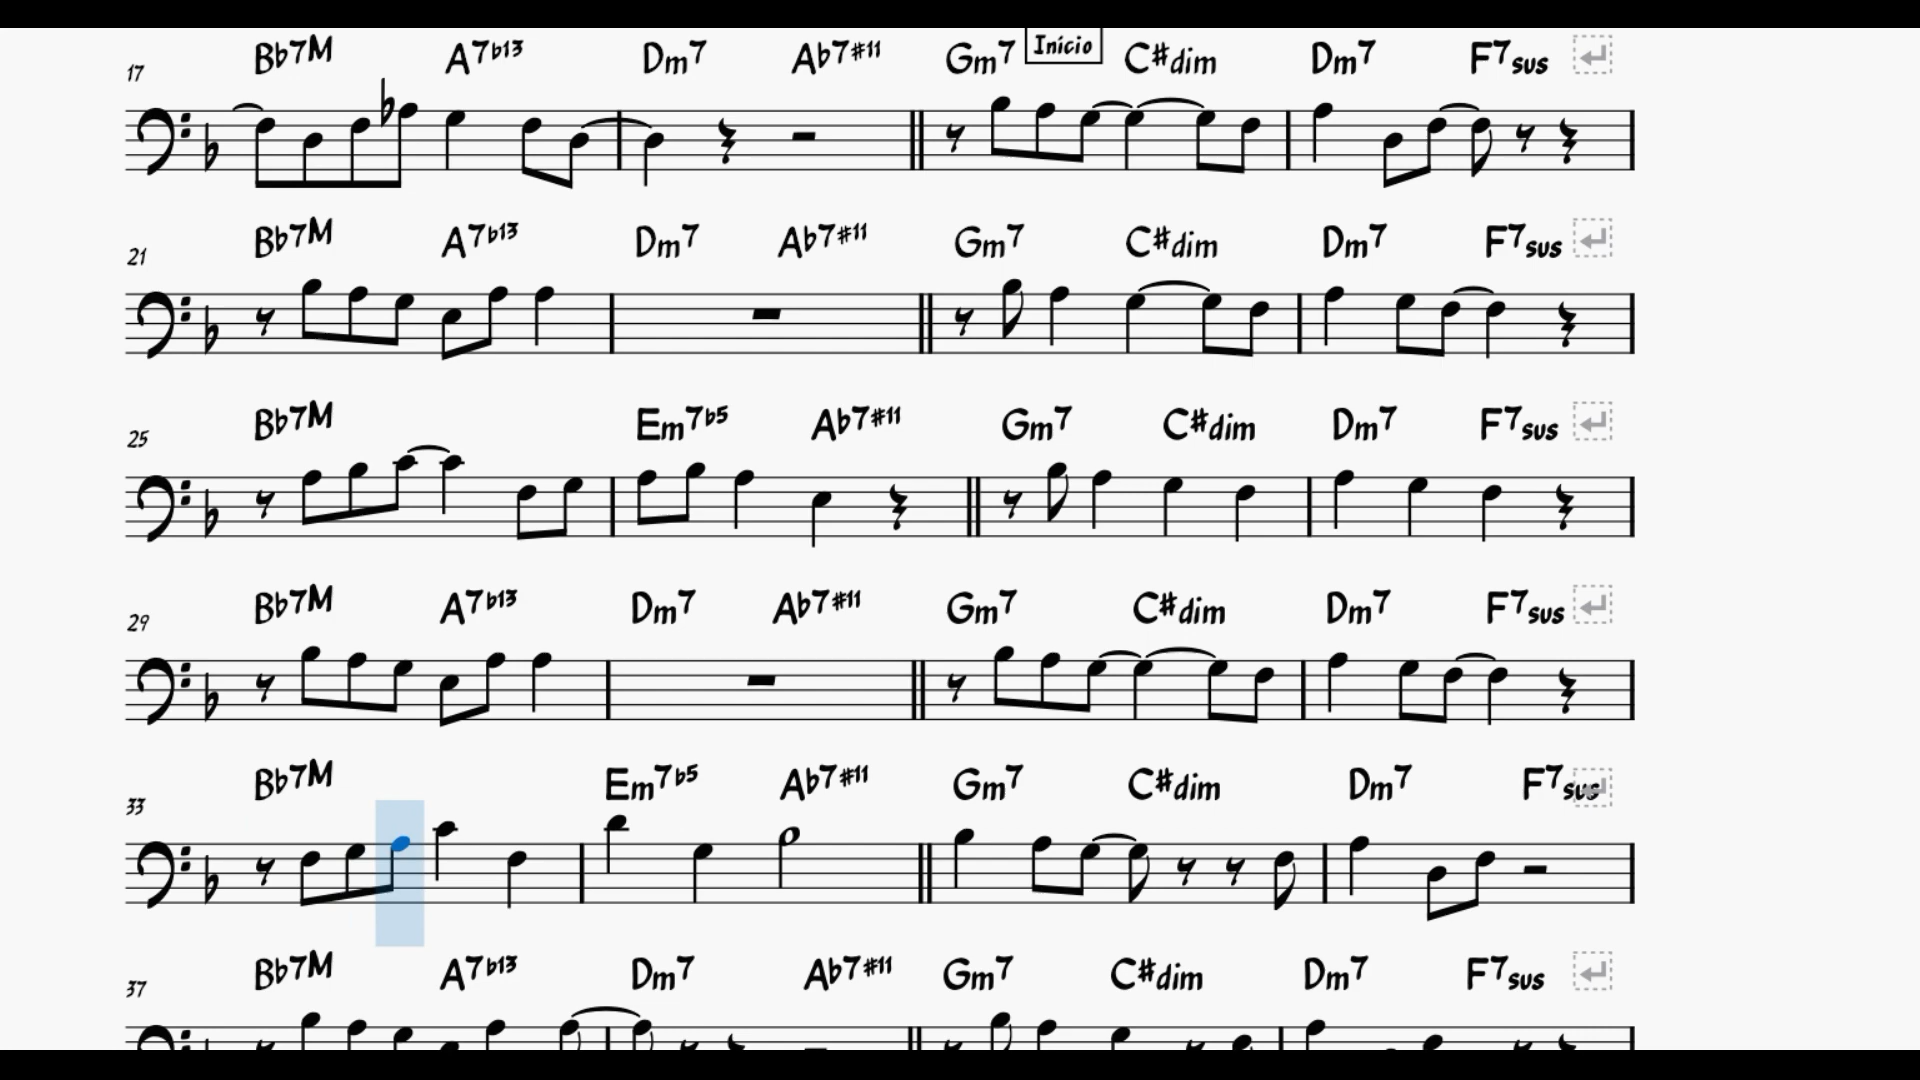 Início
17 Bb7M A7b13 Dm7 Ab7#11 Gm7 C#dim Dm7 F7sus
21 Bb7M A7b13 Dm7 Ab7#11 Gm7 C#dim Dm7 F7sus
25 Bb7M Em7b5 Ab7#11 Gm7 C#dim Dm7 F7sus
29 Bb7M A7b13 Dm7 Ab7#11 Gm7 C#dim Dm7 F7sus
33 Bb7M Em7b5 Ab7#11 Gm7 C#dim Dm7 F7sus
37 Bb7M A7b13 Dm7 Ab7#11 Gm7 C#dim Dm7 F7sus